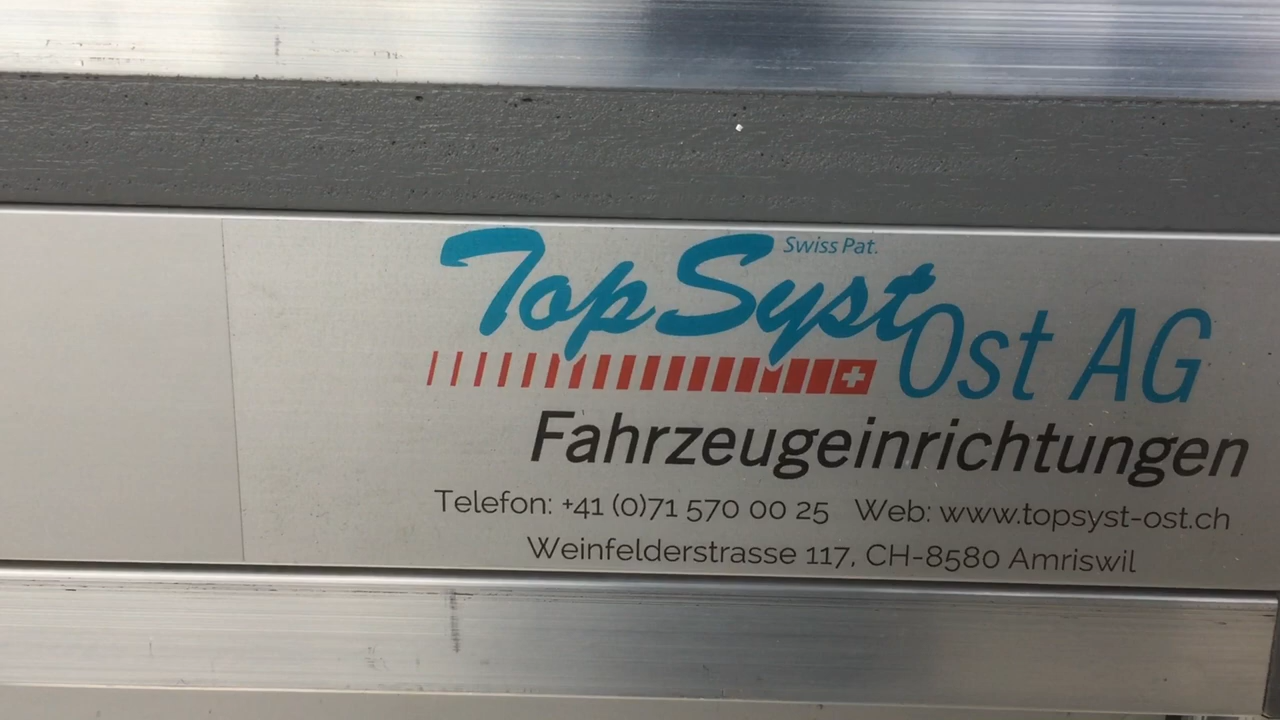 TopSyst Swiss Pat.
Ost AG
Fahrzeugeinrichtungen
Telefon: +41 (0)71 570 00 25 Web: www.topsyst-ost.ch
Weinfelderstrasse 117, CH-8580 Amriswil